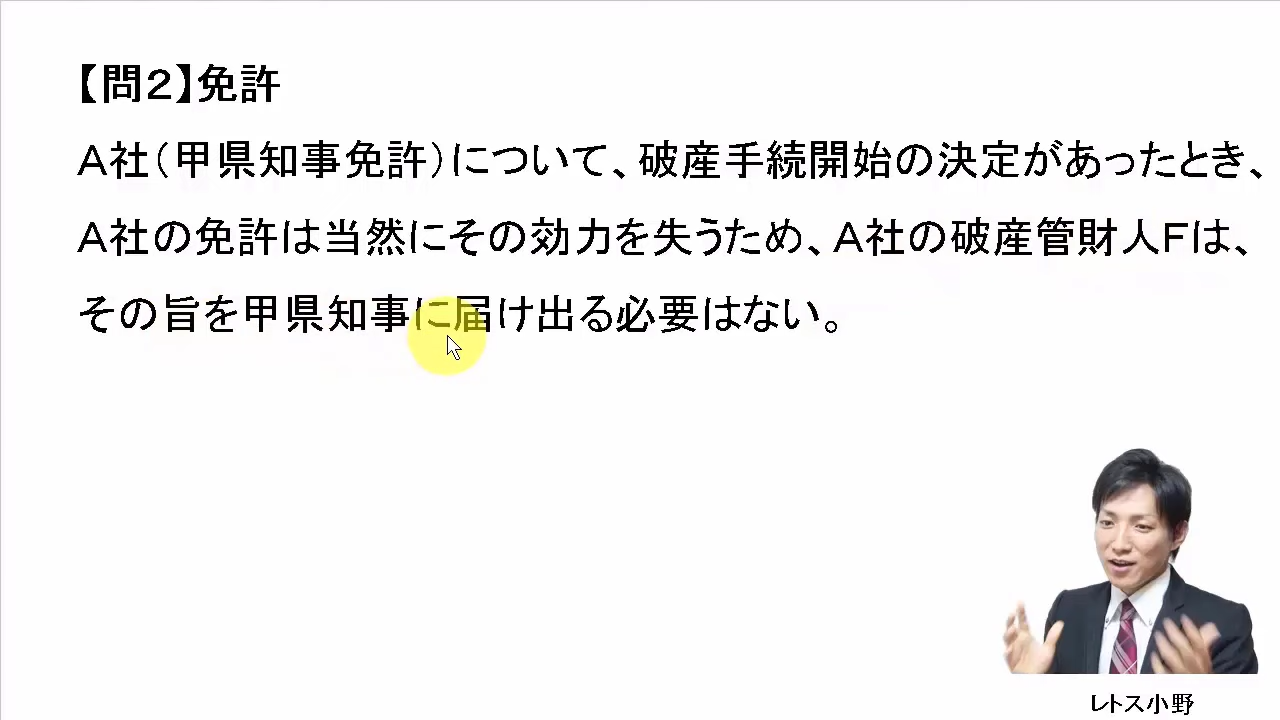 【問２】免許
Ａ社（甲県知事免許）について、破産手続開始の決定があったとき、
Ａ社の免許は当然にその効力を失うため、Ａ社の破産管財人Ｆは、
その旨を甲県知事に届け出る必要はない。
レトス小野